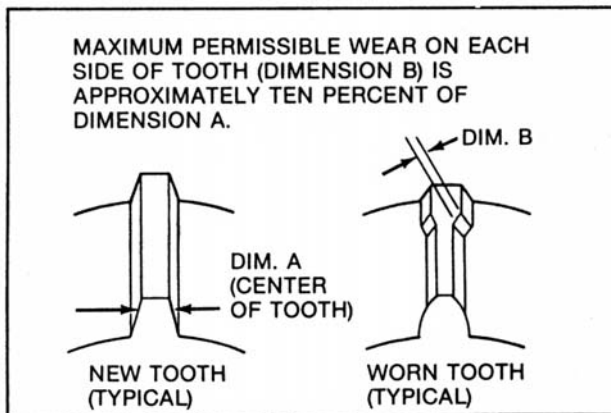 MAXIMUM PERMISSIBLE WEAR ON EACH
SIDE OF TOOTH (DIMENSION B) IS
APPROXIMATELY TEN PERCENT OF
DIMENSION A.
DIM. B
DIM. A
(CENTER
OF TOOTH)
NEW TOOTH
(TYPICAL)
WORN TOOTH
(TYPICAL)